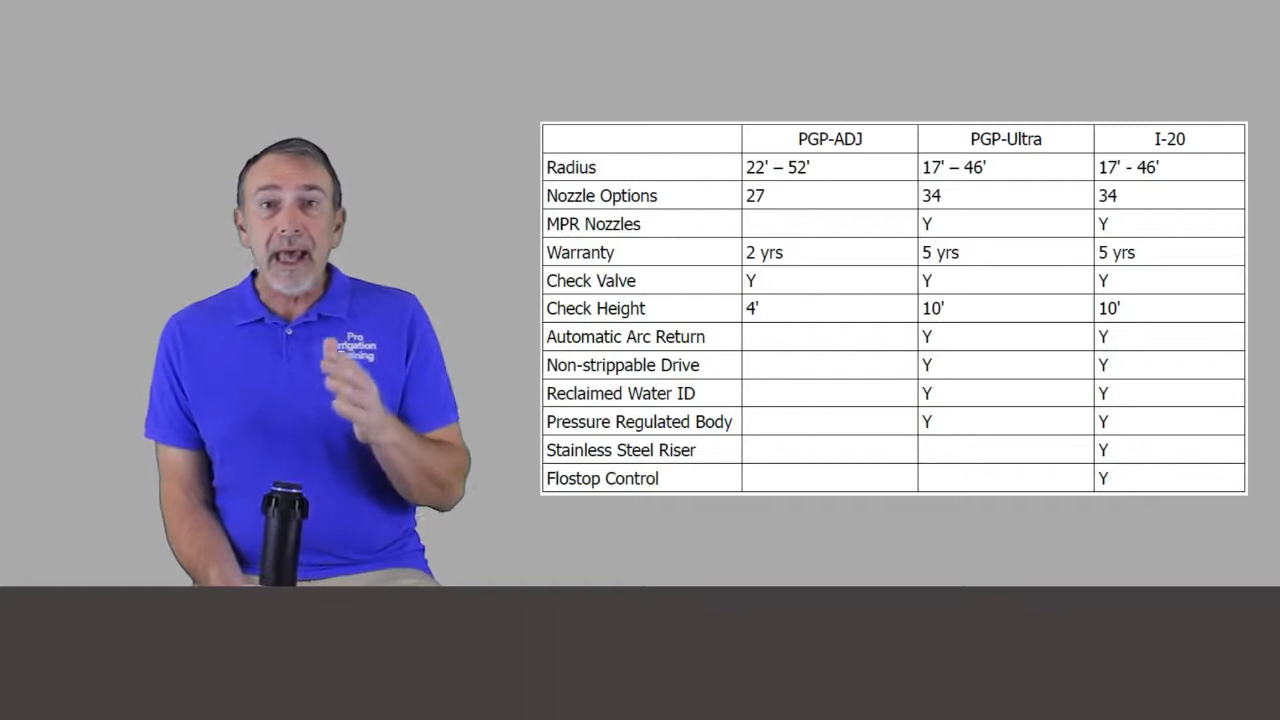 Pro
Irrigation
Training
PGP-ADJ PGP-Ultra I-20
Radius 22' – 52' 17' – 46' 17' - 46'
Nozzle Options 27 34 34
MPR Nozzles Y Y
Warranty 2 yrs 5 yrs 5 yrs
Check Valve Y Y Y
Check Height 4' 10' 10'
Automatic Arc Return Y Y
Non-strippable Drive Y Y
Reclaimed Water ID Y Y
Pressure Regulated Body Y Y
Stainless Steel Riser Y
Flostop Control Y